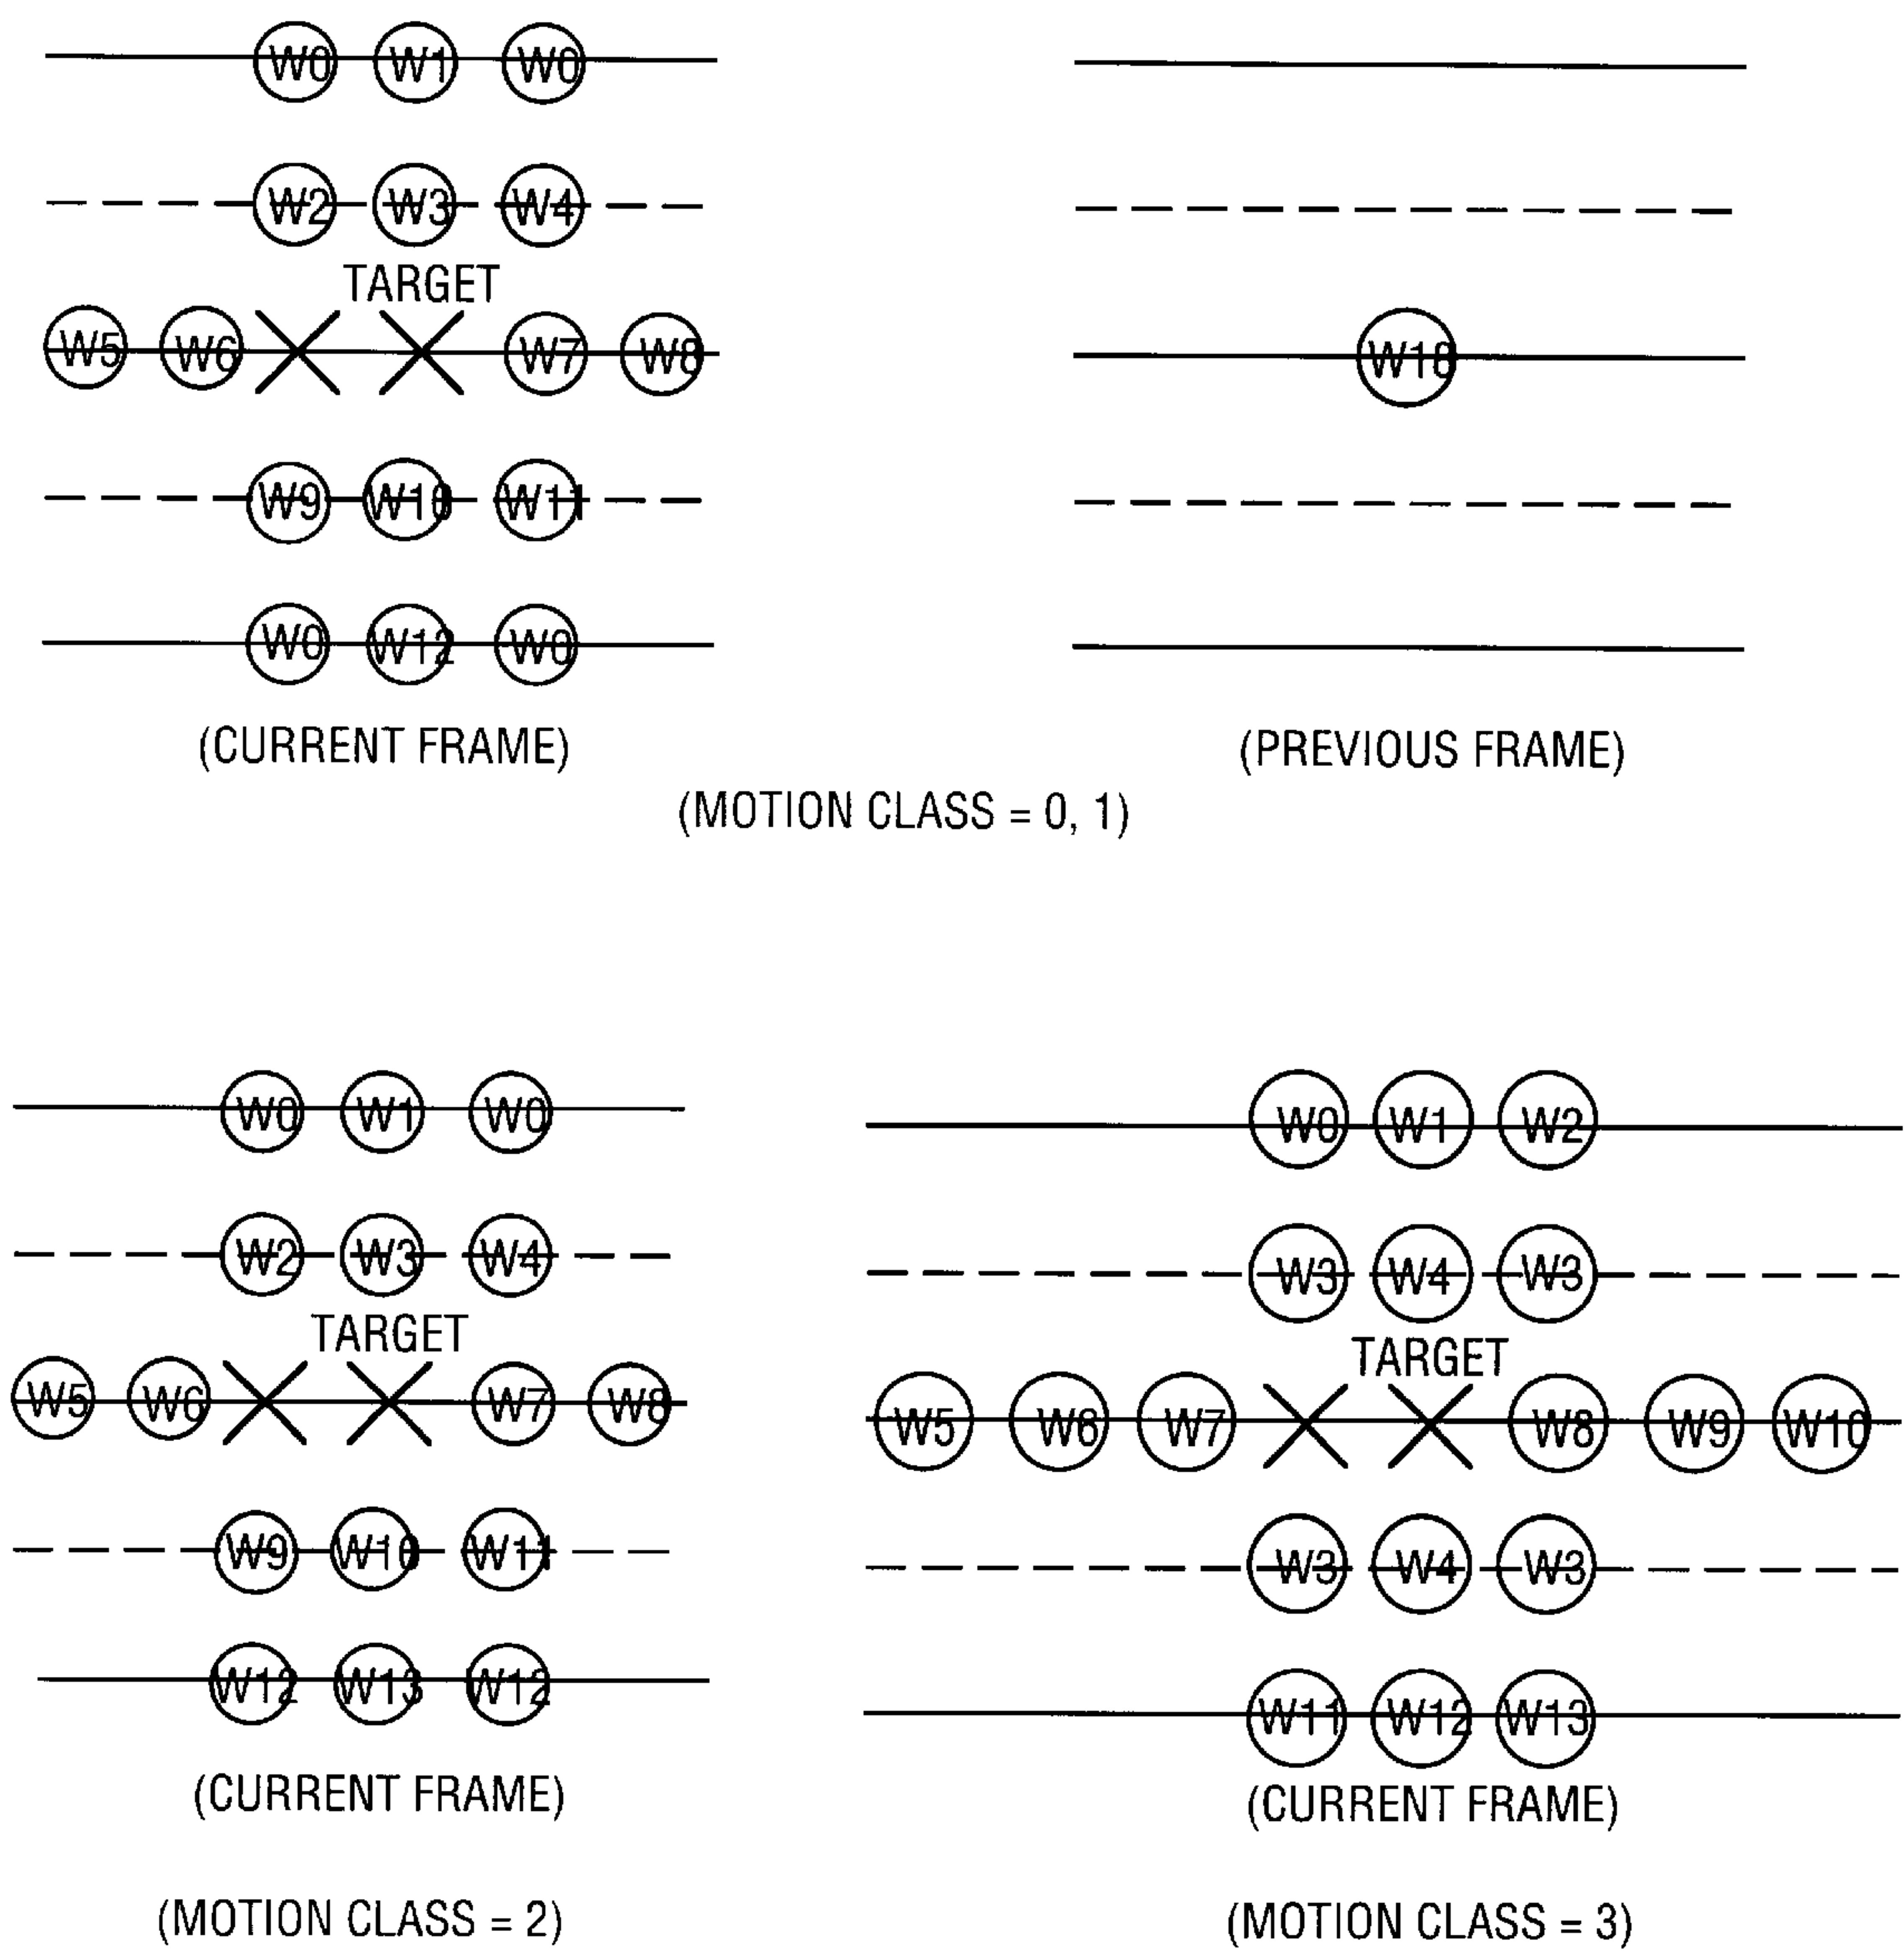 W0 W1 W0
W2 W3 W4
TARGET
W5 W6 W7 W8
W9 W10 W11
W0 W12 W0
(CURRENT FRAME)
(PREVIOUS FRAME)
(MOTION CLASS = 0, 1)
W0 W1 W0
W2 W3 W4
TARGET
W5 W6 W7 W8
W9 W10 W11
W12 W13 W12
(CURRENT FRAME)
(MOTION CLASS = 2)
W0 W1 W2
W3 W4 W3
TARGET
W5 W6 W7 W8 W9 W10
W3 W4 W3
W11 W12 W13
(CURRENT FRAME)
(MOTION CLASS = 3)